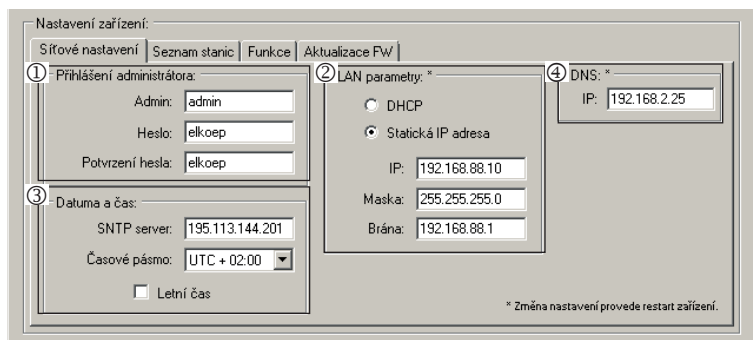 Nastavení zařízení:
Síťové nastavení Seznam stanic Funkce Aktualizace FW
① Přihlášení administrátora:
Admin: admin
Heslo: elkoep
Potvrzení hesla: elkoep
② LAN parametry: *
DHCP
Statická IP adresa
IP: 192.168.88.10
Maska: 255.255.255.0
Brána: 192.168.88.1
③ Datuma a čas:
SNTP server: 195.113.144.201
Časové pásmo: UTC + 02:00
Letní čas
④ DNS: *
IP: 192.168.2.25
* Změna nastavení provede restart zařízení.